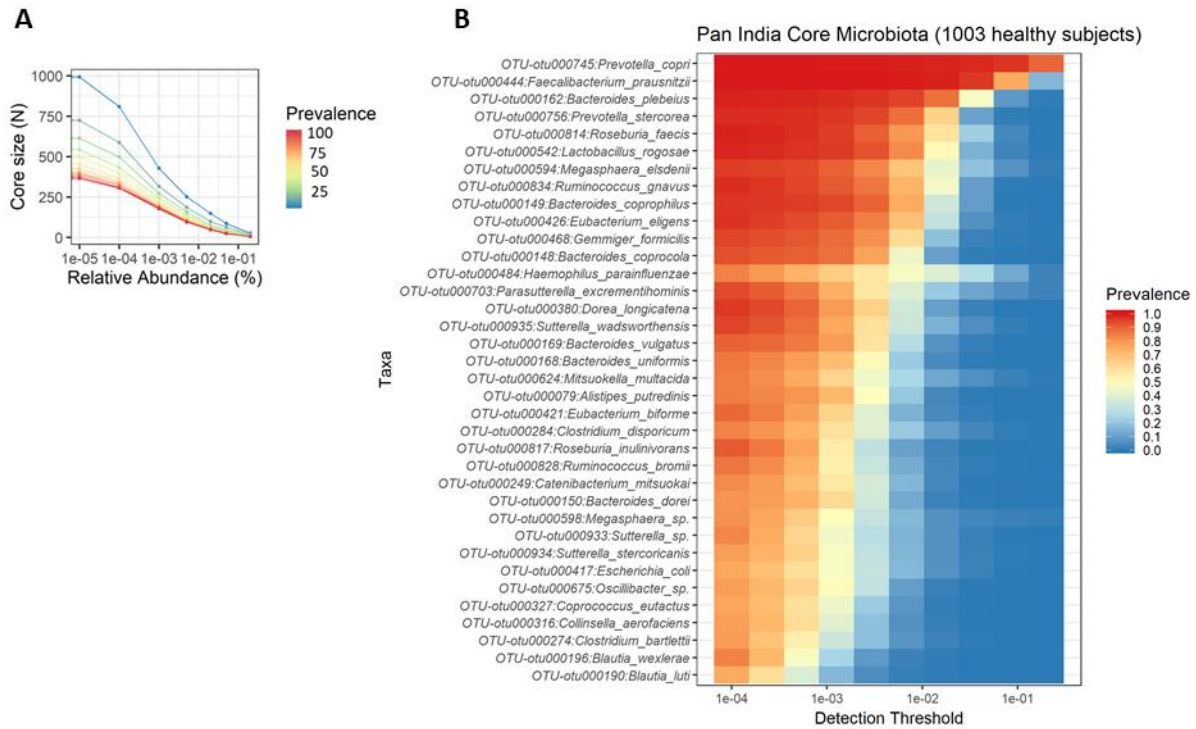 A
Core size (N)
1000
750
500
250
0
1e-05 1e-04 1e-03 1e-02 1e-01
Relative Abundance (%)
Prevalence
100
75
50
25
B
Pan India Core Microbiota (1003 healthy subjects)
Taxa
OTU-otu000745:Prevotella_copri
OTU-otu000444:Faecalibacterium_prausnitzii
OTU-otu000162:Bacteroides_plebeius
OTU-otu000756:Prevotella_stercorea
OTU-otu000814:Roseburia_faecis
OTU-otu000542:Lactobacillus_rogosae
OTU-otu000594:Megasphaera_elsdenii
OTU-otu000834:Ruminococcus_gnavus
OTU-otu000149:Bacteroides_coprophilus
OTU-otu000426:Eubacterium_eligens
OTU-otu000468:Gemmiger_formicilis
OTU-otu000148:Bacteroides_coprocola
OTU-otu000484:Haemophilus_parainfluenzae
OTU-otu000703:Parasutterella_excrementihominis
OTU-otu000380:Dorea_longicatena
OTU-otu000935:Sutterella_wadsworthensis
OTU-otu000169:Bacteroides_vulgatus
OTU-otu000168:Bacteroides_uniformis
OTU-otu000624:Mitsuokella_multacida
OTU-otu000079:Alistipes_putredinis
OTU-otu000421:Eubacterium_biforme
OTU-otu000284:Clostridium_disporicum
OTU-otu000817:Roseburia_inulinivorans
OTU-otu000828:Ruminococcus_bromii
OTU-otu000249:Catenibacterium_mitsuokai
OTU-otu000150:Bacteroides_dorei
OTU-otu000598:Megasphaera_sp.
OTU-otu000933:Sutterella_sp.
OTU-otu000934:Sutterella_stercoricanis
OTU-otu000417:Escherichia_coli
OTU-otu000675:Oscillibacter_sp.
OTU-otu000327:Coprococcus_eutactus
OTU-otu000316:Collinsella_aerofaciens
OTU-otu000274:Clostridium_bartlettii
OTU-otu000196:Blautia_wexlerae
OTU-otu000190:Blautia_luti
1e-04 1e-03 1e-02 1e-01
Detection Threshold
Prevalence
1.0
0.9
0.8
0.7
0.6
0.5
0.4
0.3
0.2
0.1
0.0